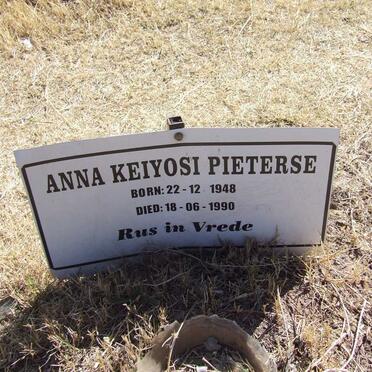 ANNA KEIYOSI PIETERSE
BORN: 22 - 12 1948
DIED: 18 - 06 - 1990
Rus in Vrede